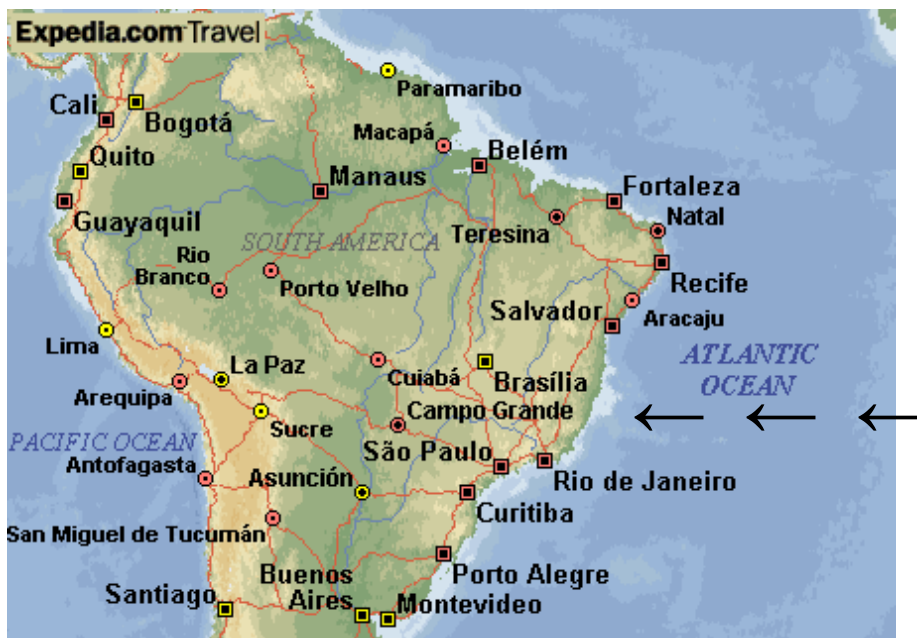 Expedia.com Travel
Paramaribo
Cali
Bogotá
Macapá
Belém
Quito
Manaus
Fortaleza
Guayaquil
Natal
Teresina
SOUTH AMERICA
Rio
Branco
Porto Velho
Recife
Salvador
Aracaju
Lima
La Paz
ATLANTIC
OCEAN
Cuiabá
Brasília
Arequipa
Campo Grande
Sucre
PACIFIC OCEAN
São Paulo
Antofagasta
Asunción
Rio de Janeiro
Curitiba
San Miguel de Tucumán
Buenos
Aires
Porto Alegre
Santiago
Montevideo